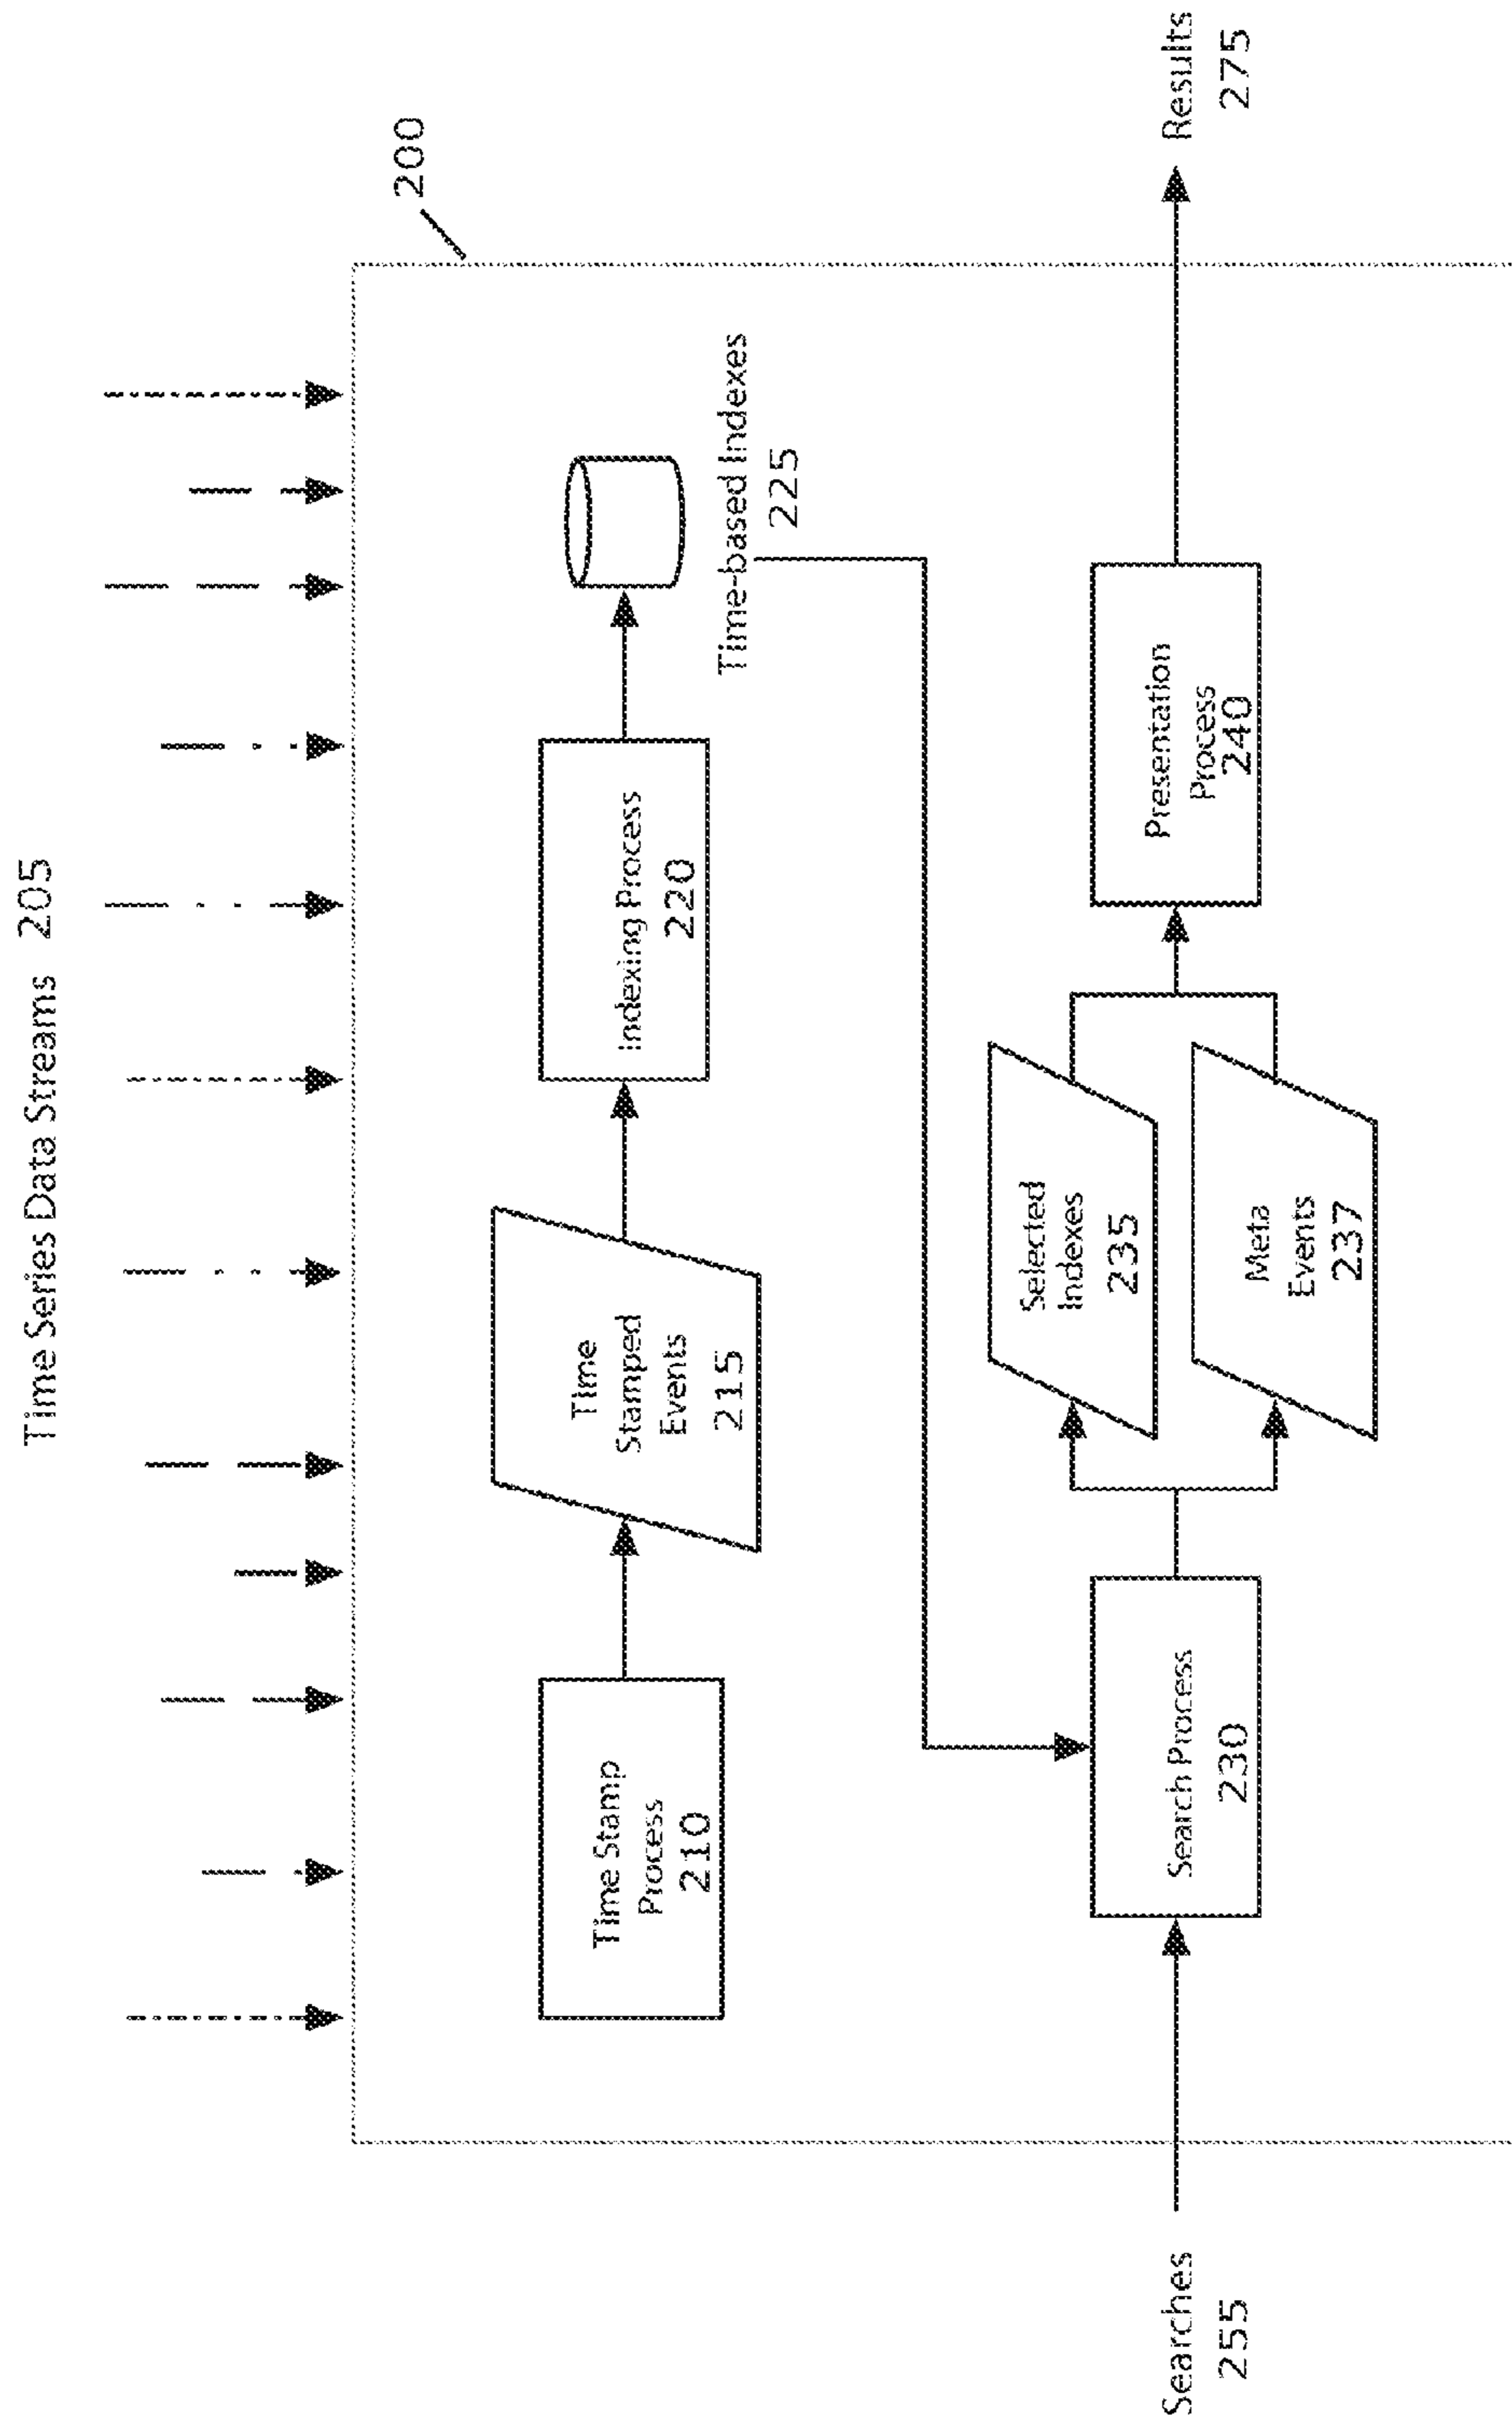 Time Series Data Streams 205
200
Time Stamp
Process
210
Time
Stamped
Events
215
Indexing Process
220
Time-based Indexes
225
Searches
255
Search Process
230
Selected
Indexes
235
Meta
Events
237
Presentation
Process
240
Results
275